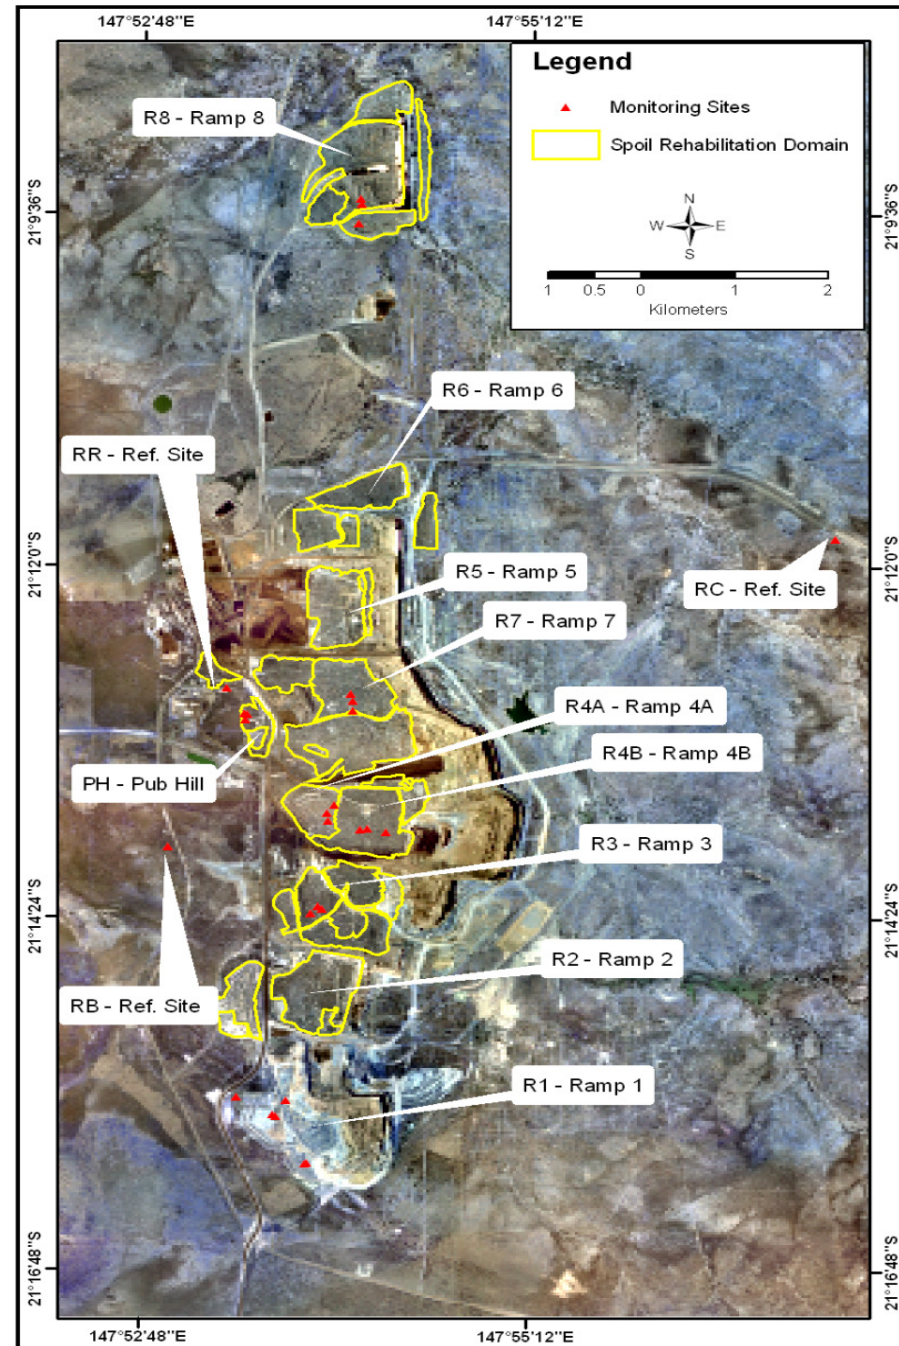 147°52'48"E
147°55'12"E
Legend
Monitoring Sites
Spoil Rehabilitation Domain
N
W
E
S
1
0.5
0
1
2
Kilometers
R8 - Ramp 8
21°9'36"S
21°9'36"S
R6 - Ramp 6
RR - Ref. Site
21°12'0"S
21°12'0"S
R5 - Ramp 5
RC - Ref. Site
R7 - Ramp 7
R4A - Ramp 4A
R4B - Ramp 4B
PH - Pub Hill
R3 - Ramp 3
21°14'24"S
21°14'24"S
R2 - Ramp 2
RB - Ref. Site
R1 - Ramp 1
21°16'48"S
21°16'48"S
147°52'48"E
147°55'12"E